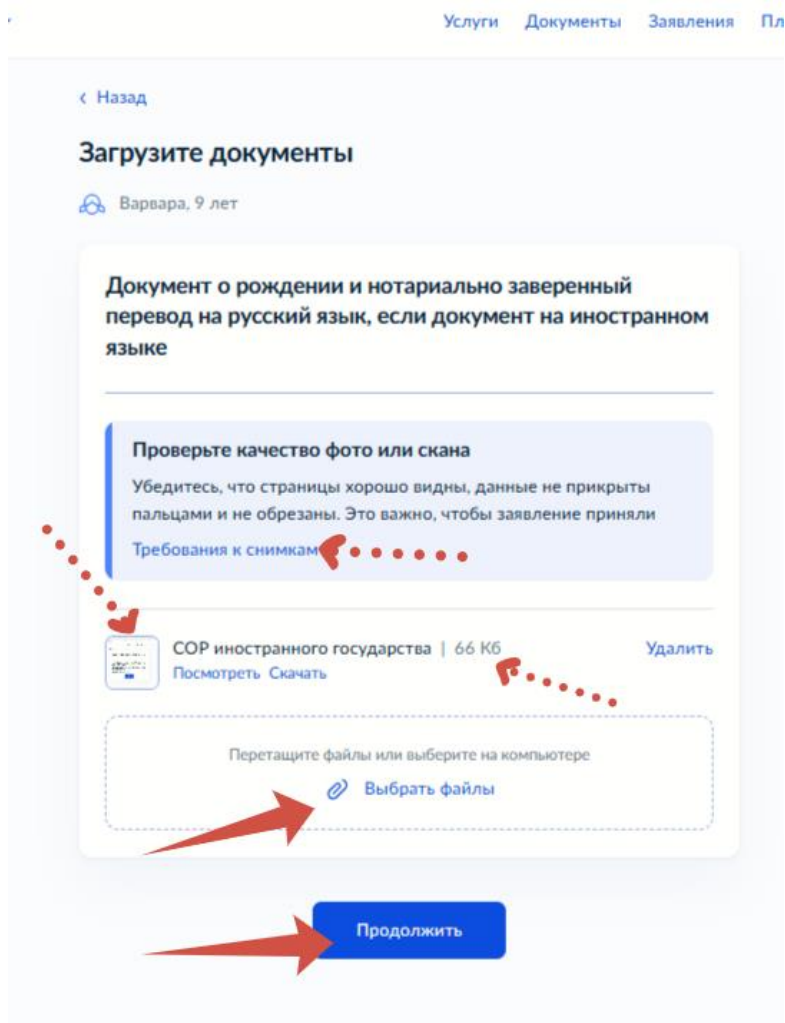 Услуги Документы Заявления
Назад
Загрузите документы
Варвара, 9 лет
Документ о рождении и нотариально заверенный
перевод на русский язык, если документ на иностранном
языке
Проверьте качество фото или скана
Убедитесь, что страницы хорошо видны, данные не прикрыты
пальцами и не обрезаны. Это важно, чтобы заявление приняли
Требования к снимкам
СОР иностранного государства | 66 Кб Удалить
Посмотреть Скачать
Перетащите файлы или выберите на компьютере
Выбрать файлы
Продолжить